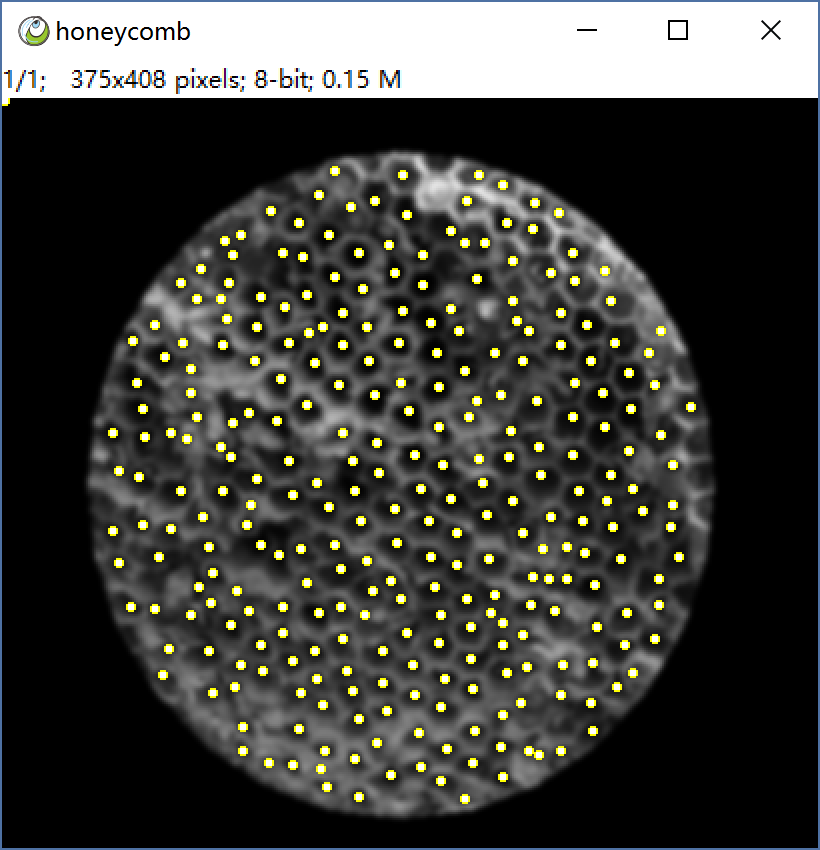 honeycomb
1/1; 375x408 pixels; 8-bit; 0.15 M